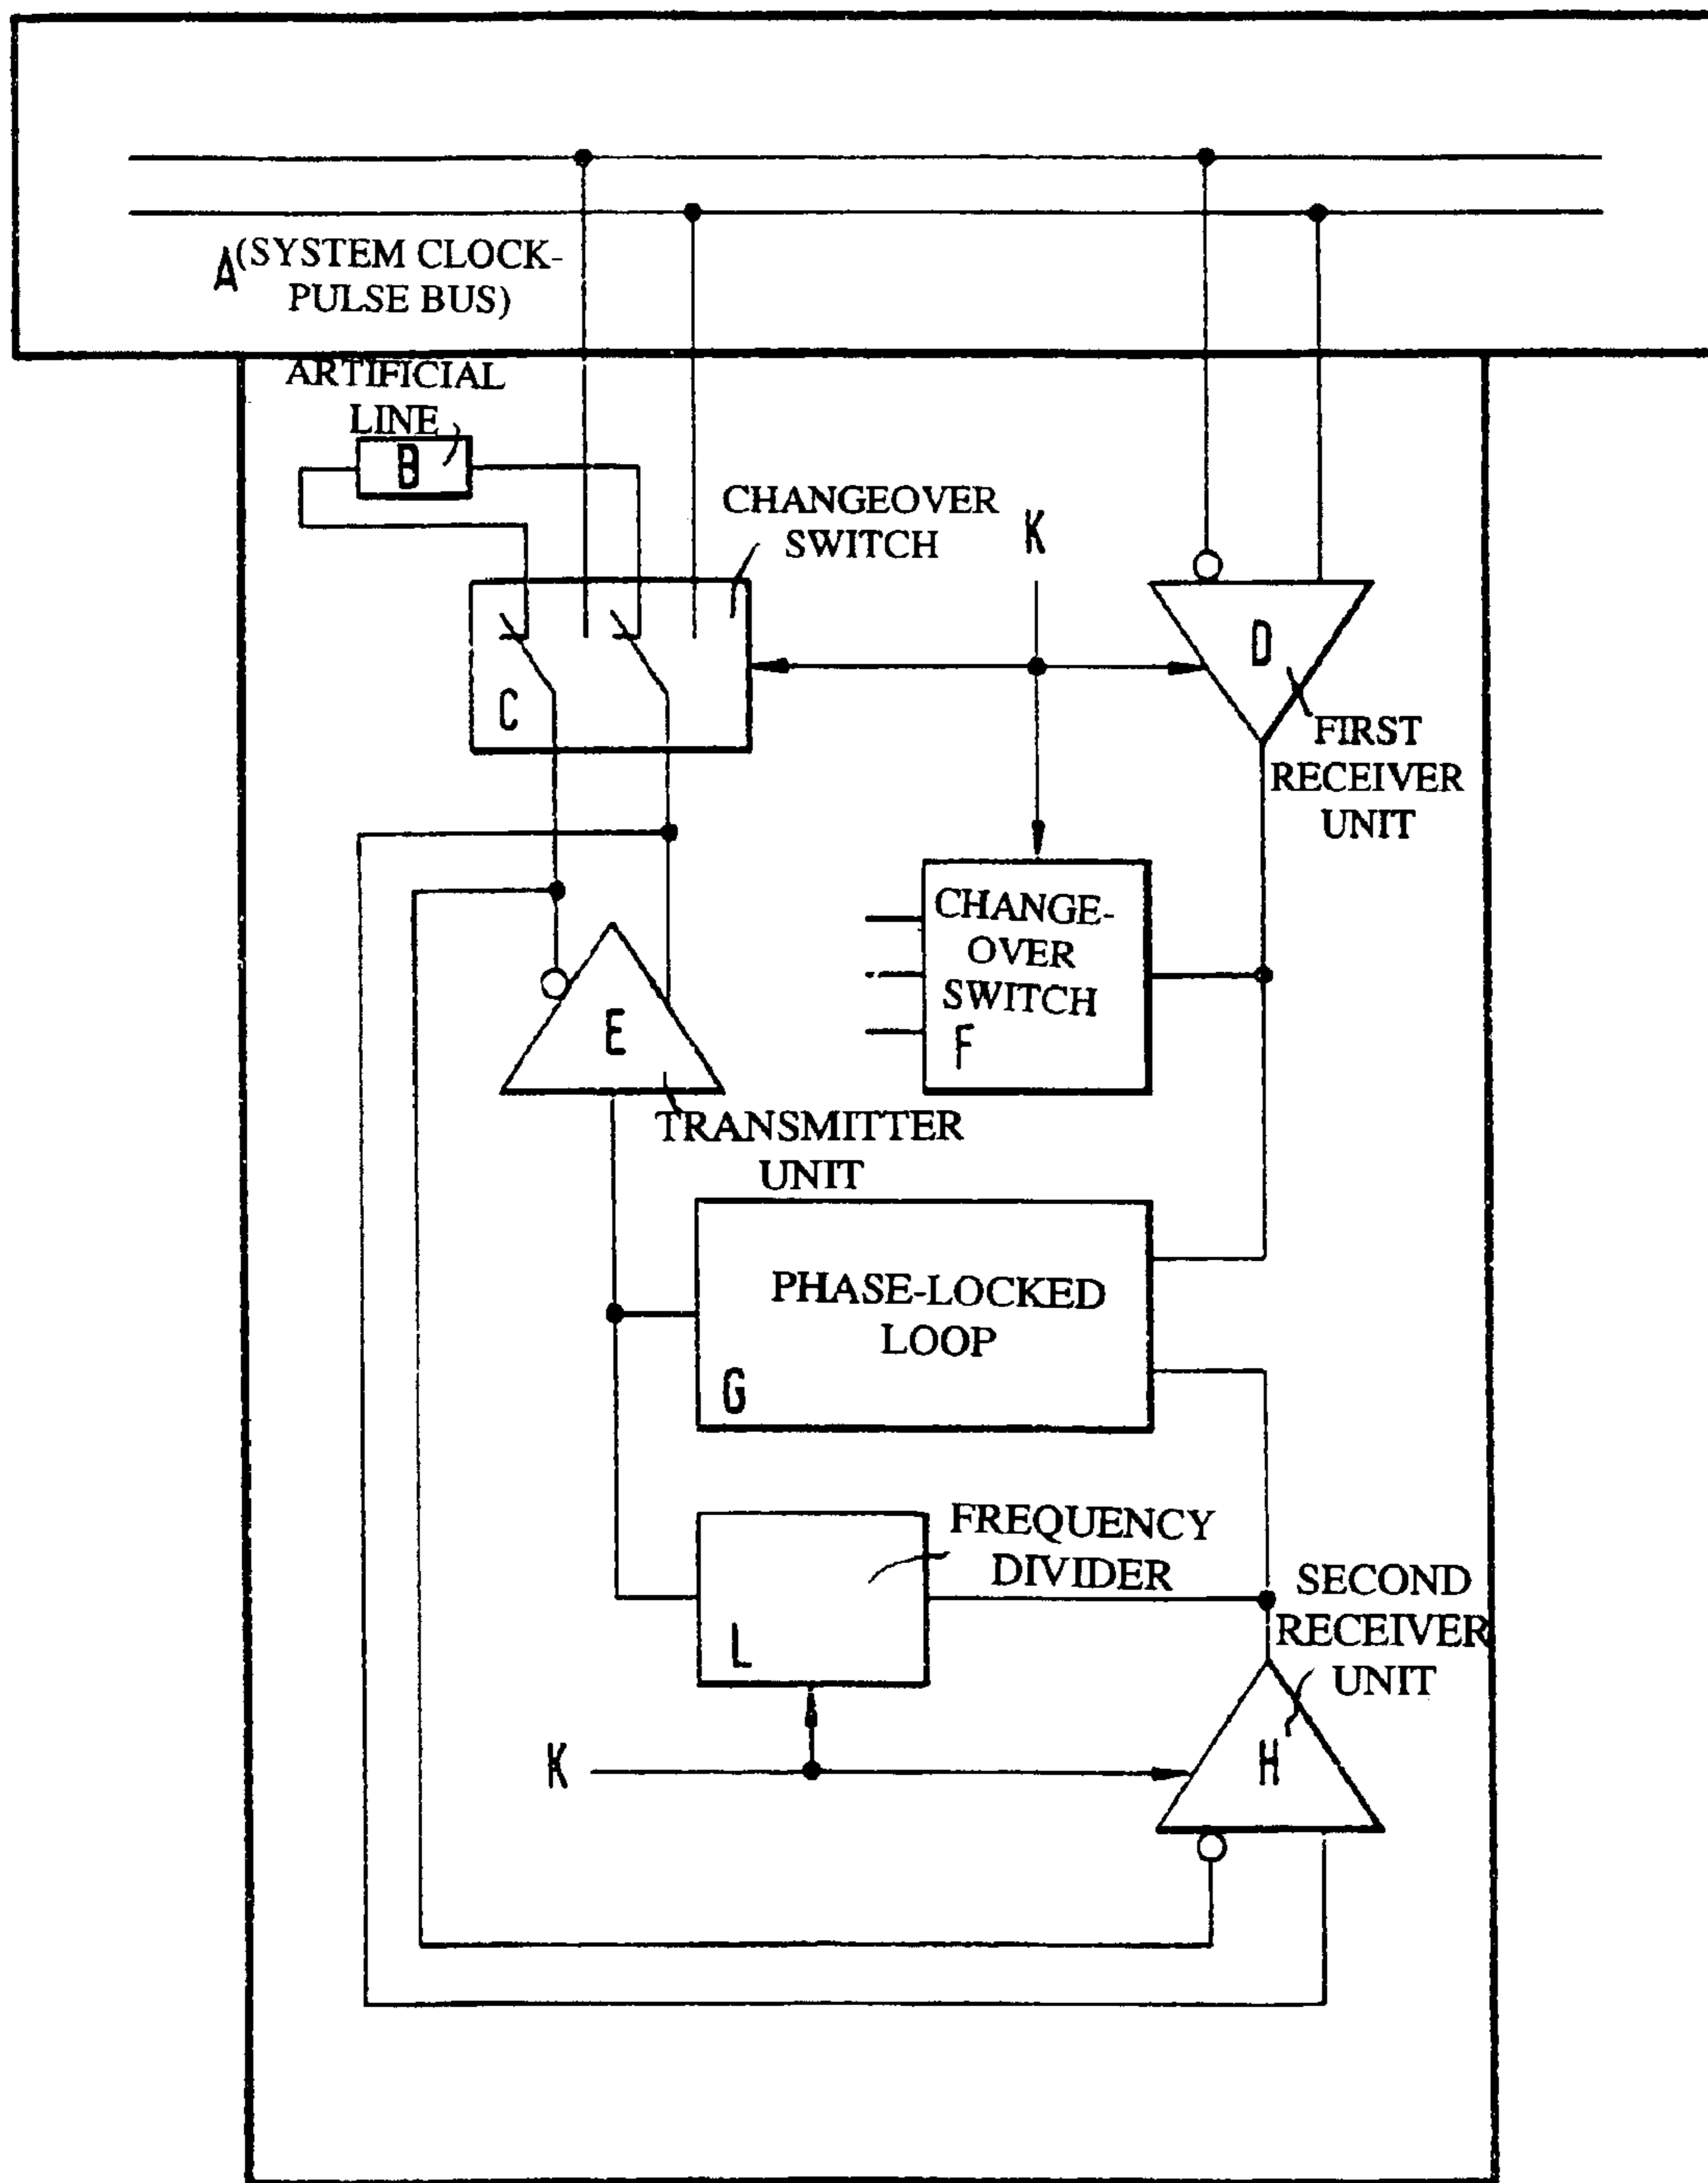 A (SYSTEM CLOCK-
PULSE BUS)
ARTIFICIAL
LINE
B
CHANGEOVER
SWITCH
K
C
D
FIRST
RECEIVER
UNIT
CHANGE-
OVER
SWITCH
F
E
TRANSMITTER
UNIT
PHASE-LOCKED
LOOP
G
FREQUENCY
DIVIDER
L
SECOND
RECEIVER
UNIT
K
H